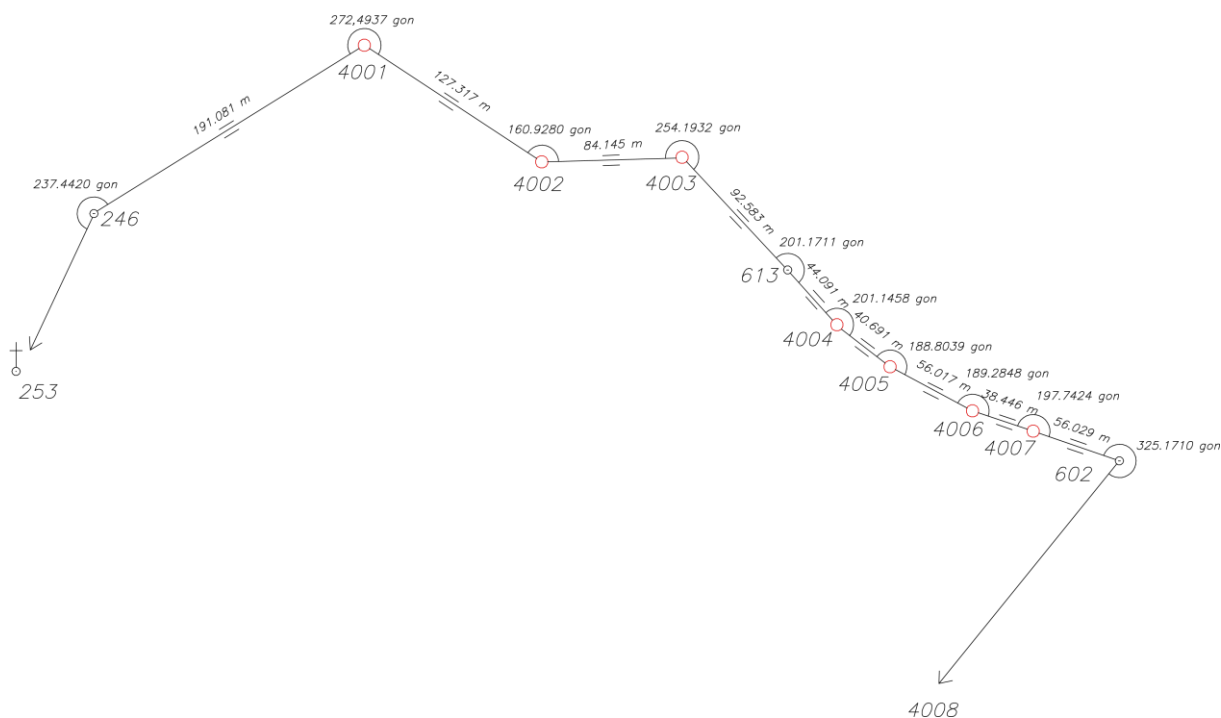 272,4937 gon
4001
127.317 m
191.081 m
160.9280 gon
254.1932 gon
84.145 m
4002
4003
237.4420 gon
246
92.583 m
201.1711 gon
613
44.091 m
201.1458 gon
4004
40.691 m
188.8039 gon
253
4005
56.017 m
189.2848 gon
38.446 m
197.7424 gon
4006
4007
56.029 m
325.1710 gon
602
4008